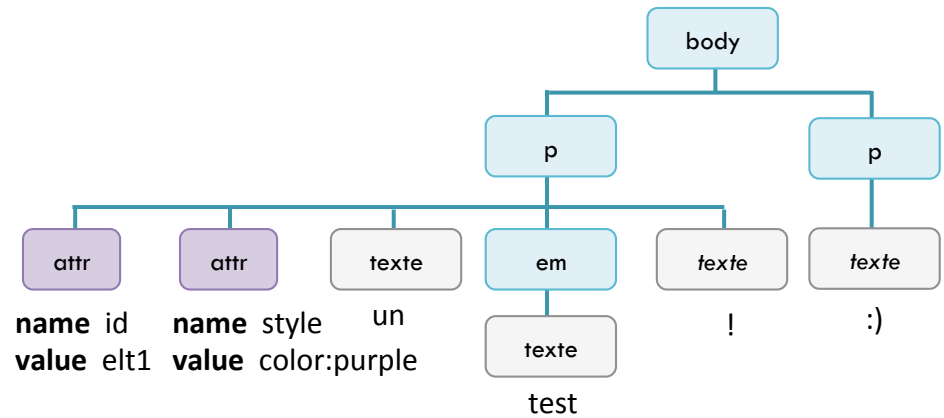 body
p
p
attr
attr
texte
em
texte
texte
name id
value elt1
name style
value color:purple
un
texte
!
:)
test